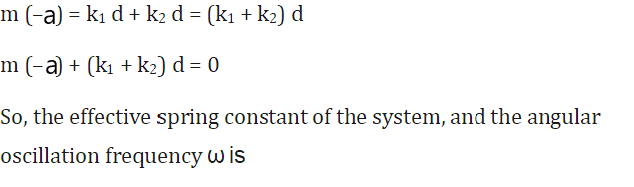 m (−a) = k₁ d + k₂ d = (k₁ + k₂) d
m (−a) + (k₁ + k₂) d = 0
So, the effective spring constant of the system, and the angular
oscillation frequency ω is